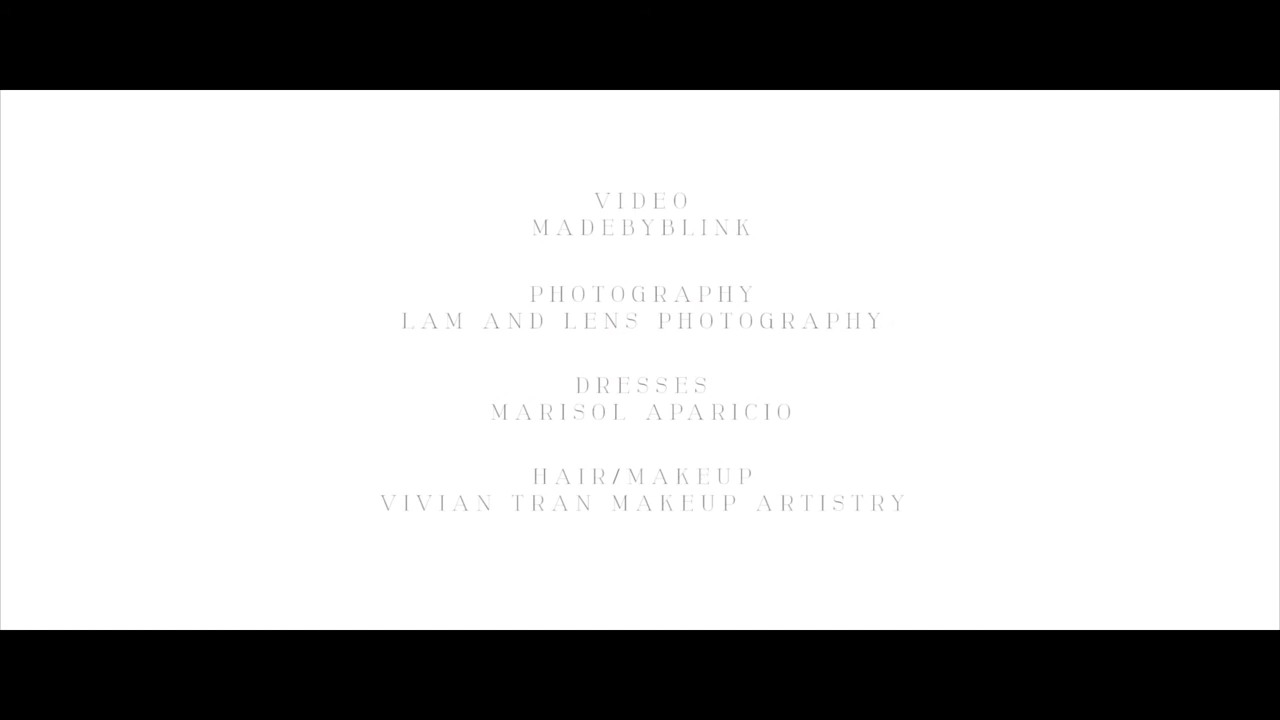 VIDEO
MADEBYBLINK
PHOTOGRAPHY
LAM AND LENS PHOTOGRAPHY
DRESSES
MARISOL APARICIO
HAIR/MAKEUP
VIVIAN TRAN MAKEUP ARTISTRY